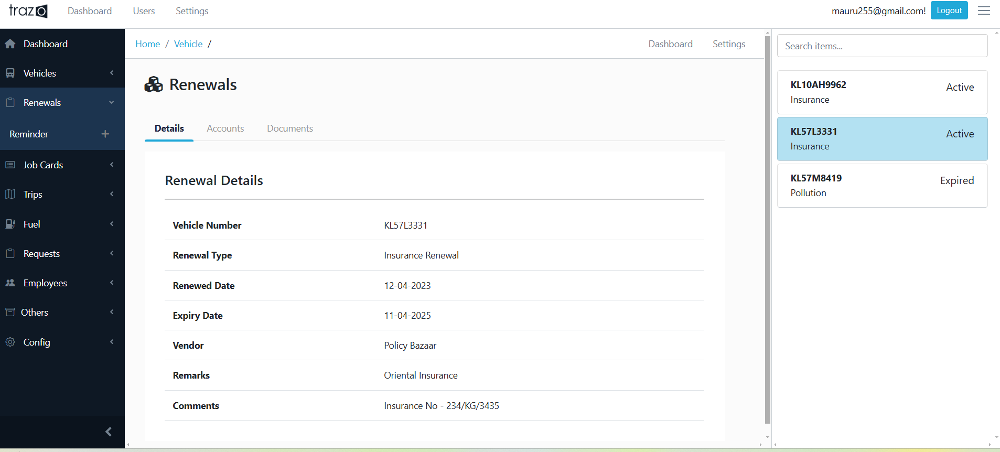 trazo Dashboard Users Settings mauru255@gmail.com! Logout
Dashboard
Vehicles
Renewals
Reminder
Job Cards
Trips
Fuel
Requests
Employees
Others
Config
Home / Vehicle / Dashboard Settings
Renewals
Details Accounts Documents
Renewal Details
Vehicle Number KL57L3331
Renewal Type Insurance Renewal
Renewed Date 12-04-2023
Expiry Date 11-04-2025
Vendor Policy Bazaar
Remarks Oriental Insurance
Comments Insurance No - 234/KG/3435
Search items...
KL10AH9962 Active
Insurance
KL57L3331 Active
Insurance
KL57M8419 Expired
Pollution